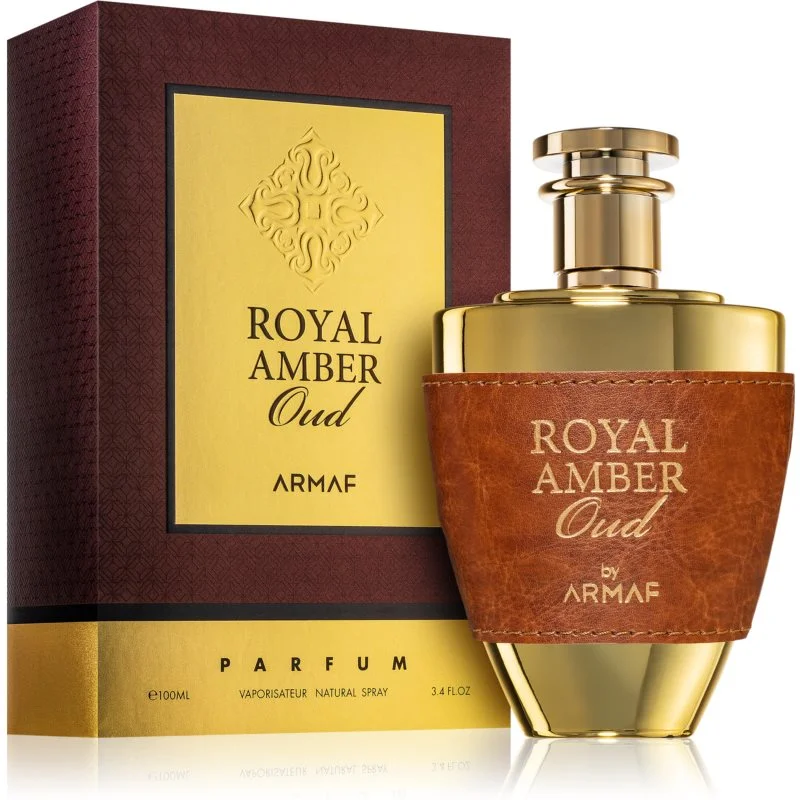 ROYAL
AMBER
Oud
ARMAF
PARFUM
℮100ML
VAPORISATEUR NATURAL SPRAY
3.4 FL.OZ
ROYAL
AMBER
Oud
by
ARMAF